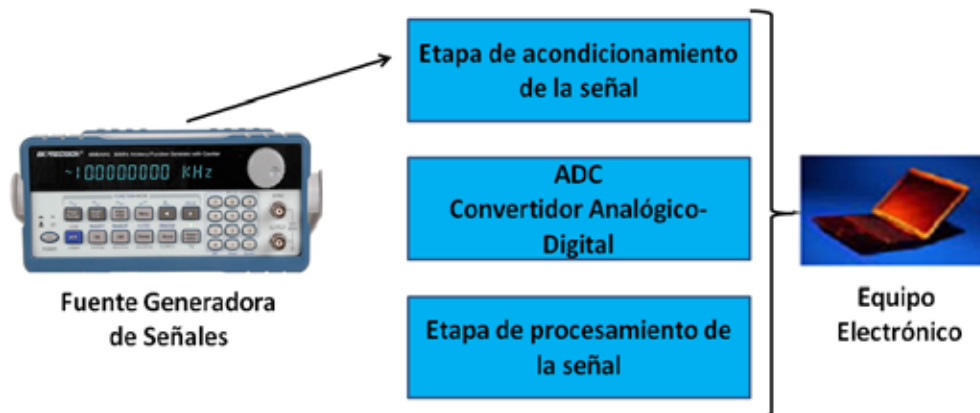 Etapa de acondicionamiento
de la señal
~100000000 KHz
ADC
Convertidor Analógico-
Digital
Fuente Generadora
de Señales
Etapa de procesamiento de
la señal
Equipo
Electrónico